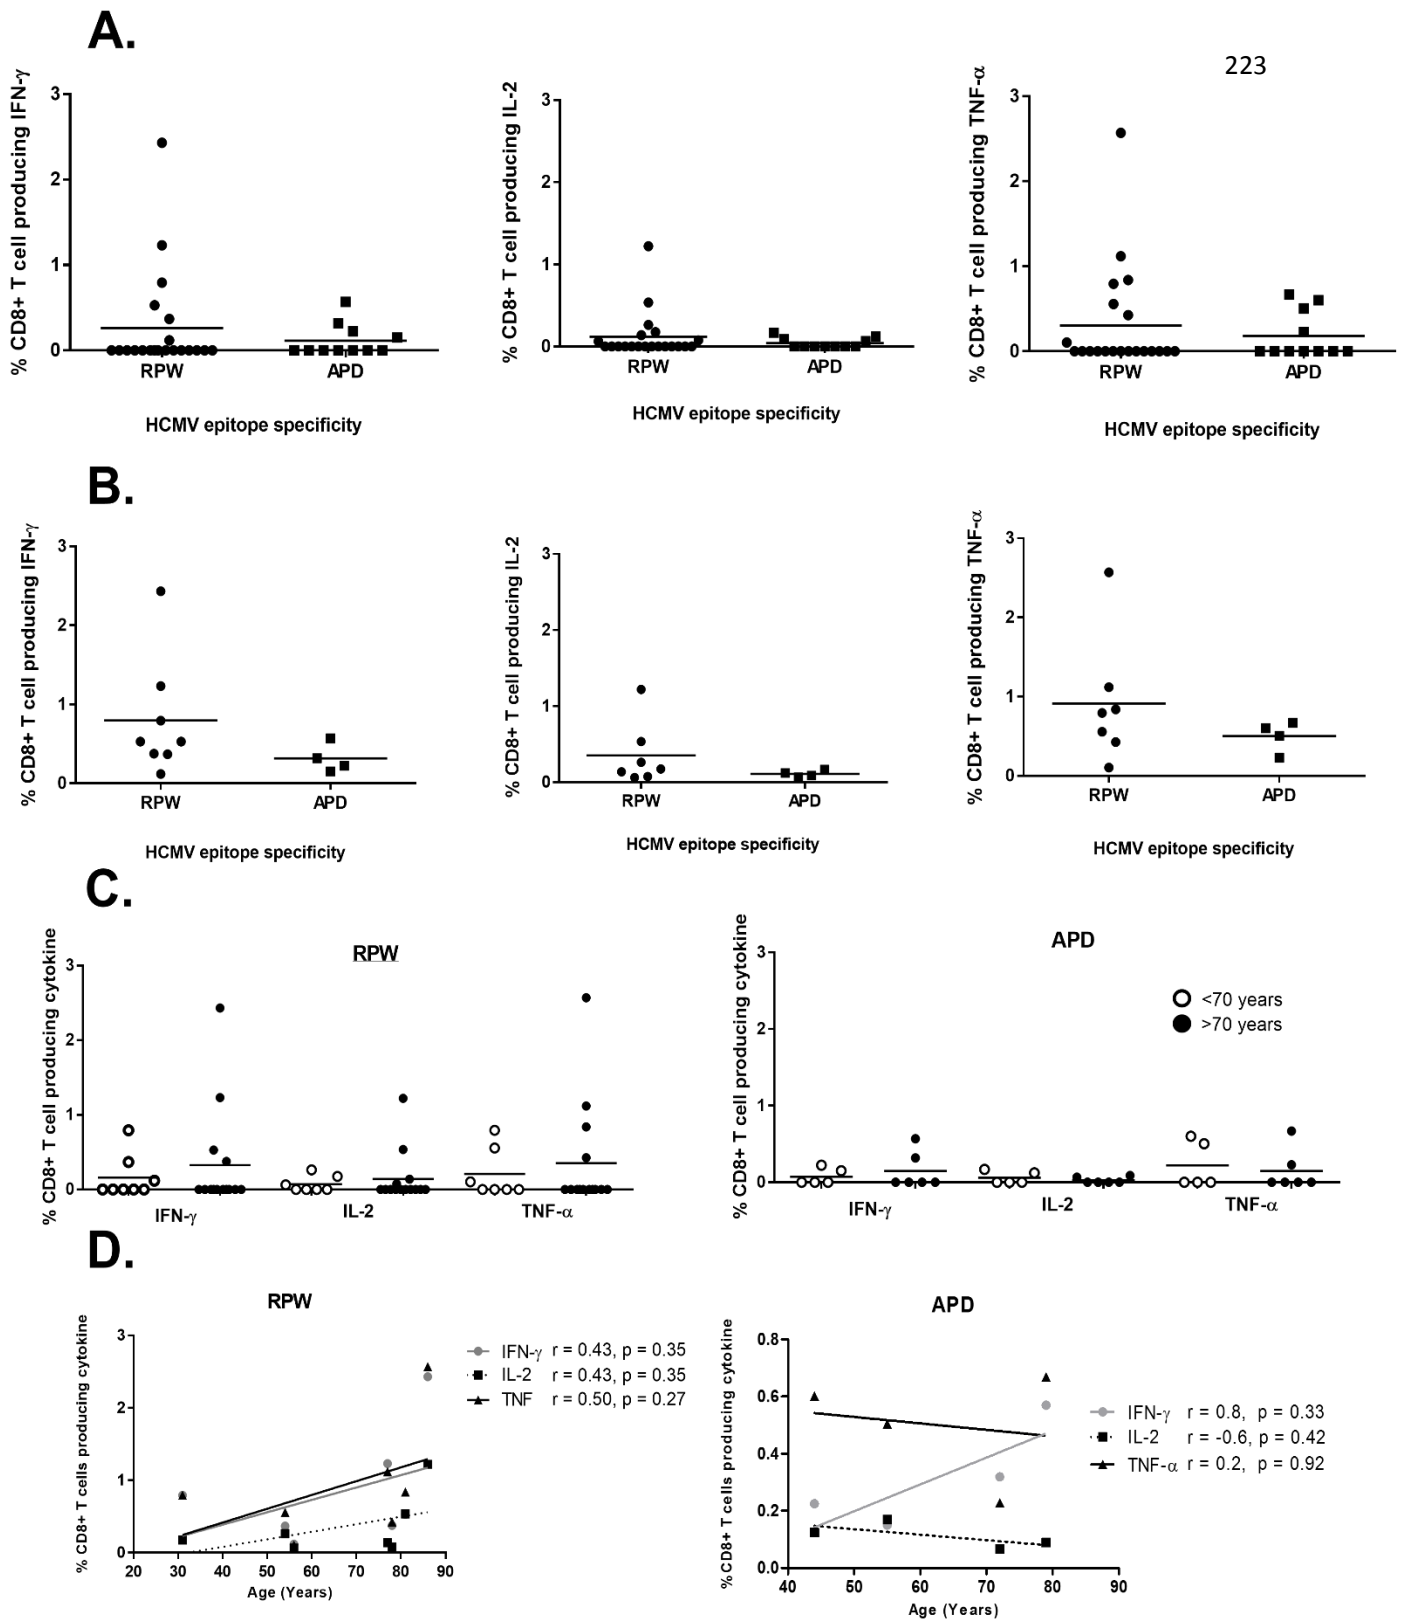 A.
223
% CD8+ T cell producing IFN-γ
3
2
1
0
RPW
APD
HCMV epitope specificity
% CD8+ T cell producing IL-2
3
2
1
0
RPW
APD
HCMV epitope specificity
% CD8+ T cell producing TNF-α
3
2
1
0
RPW
APD
HCMV epitope specificity
B.
% CD8+ T cell producing IFN-γ
3
2
1
0
RPW
APD
HCMV epitope specificity
% CD8+ T cell producing IL-2
3
2
1
0
RPW
APD
HCMV epitope specificity
% CD8+ T cell producing TNF-α
3
2
1
0
RPW
APD
HCMV epitope specificity
C.
RPW
% CD8+ T cell producing cytokine
3
2
1
0
IFN-γ
IL-2
TNF-α
APD
% CD8+ T cell producing cytokine
3
2
1
0
IFN-γ
IL-2
TNF-α
<70 years
>70 years
D.
RPW
% CD8+ T cells producing cytokine
3
2
1
0
20 30 40 50 60 70 80 90
Age (Years)
IFN-γ r = 0.43, p = 0.35
IL-2 r = 0.43, p = 0.35
TNF r = 0.50, p = 0.27
APD
%CD8+ T cells producing cytokine
0.8
0.6
0.4
0.2
0.0
40 50 60 70 80 90
Age (Years)
IFN-γ r = 0.8, p = 0.33
IL-2 r = -0.6, p = 0.42
TNF-α r = 0.2, p = 0.92